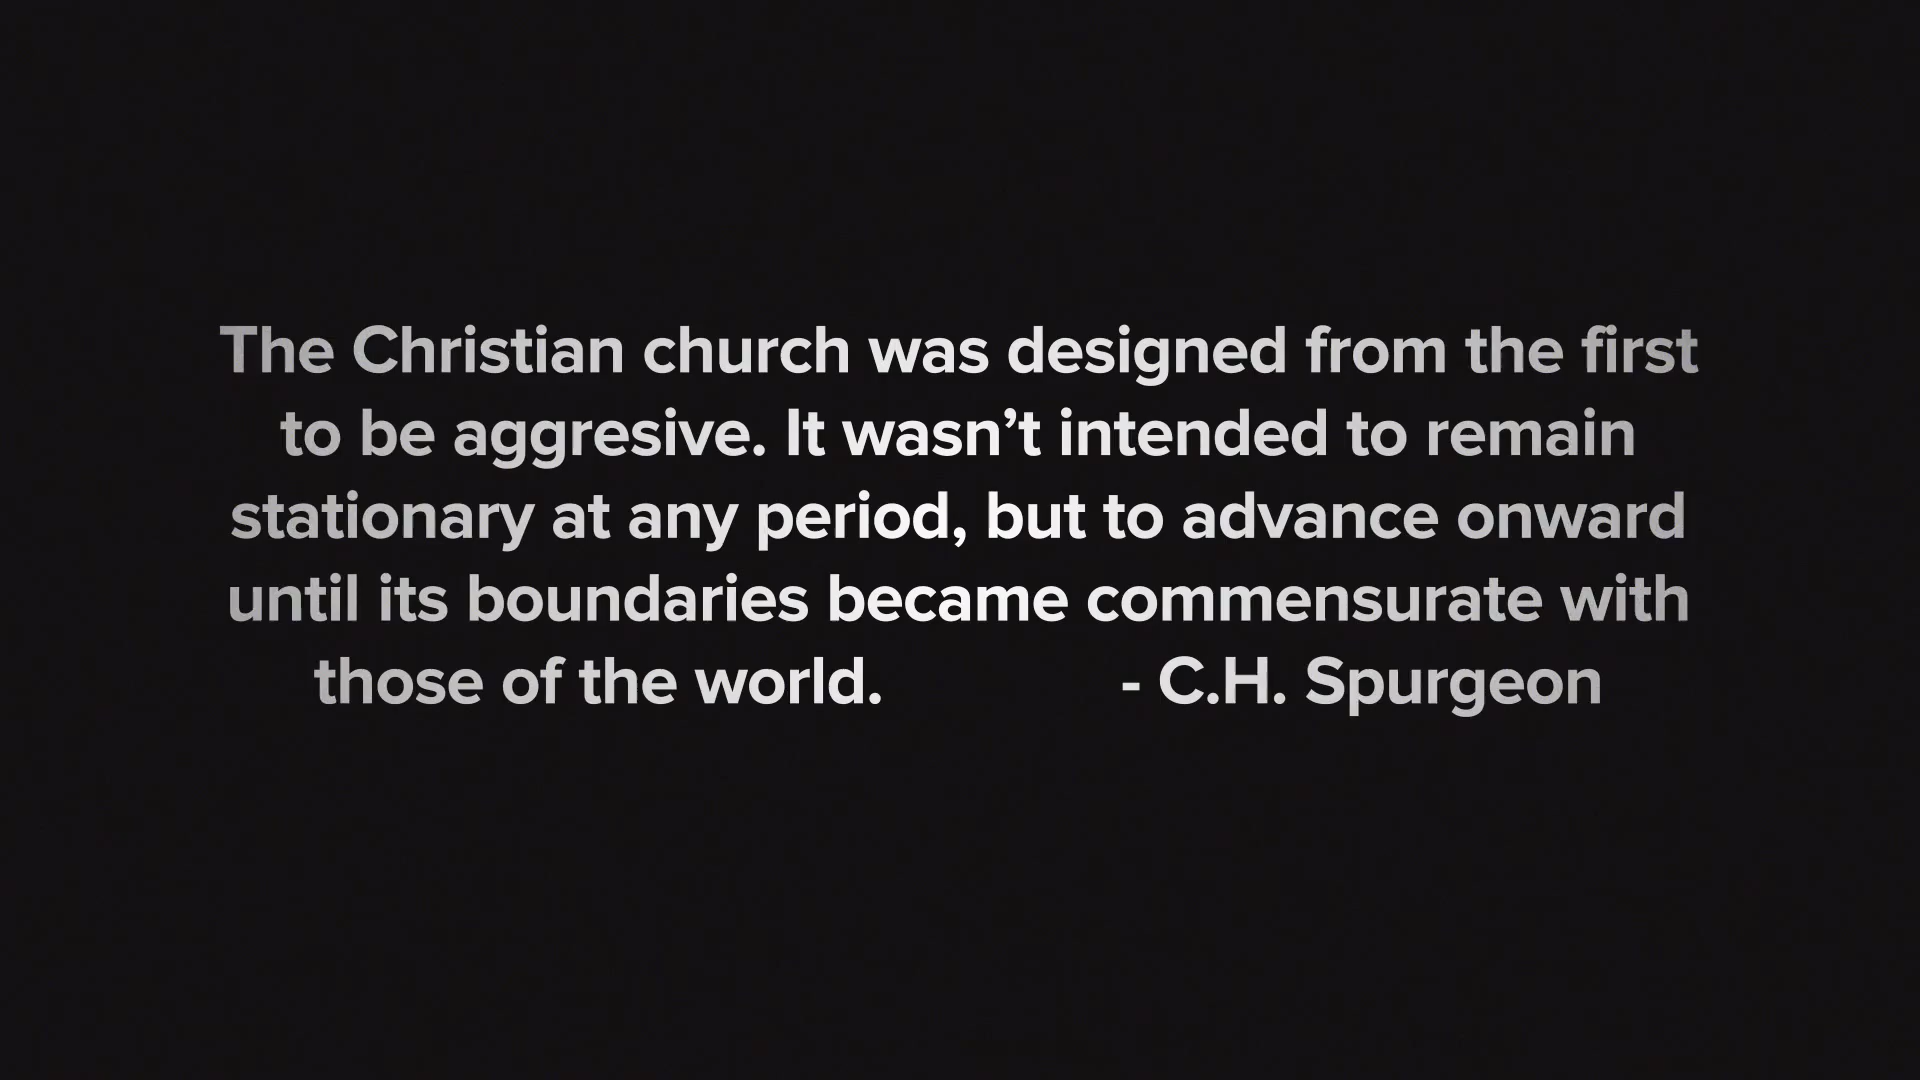 The Christian church was designed from the first
to be aggresive. It wasn’t intended to remain
stationary at any period, but to advance onward
until its boundaries became commensurate with
those of the world. - C.H. Spurgeon